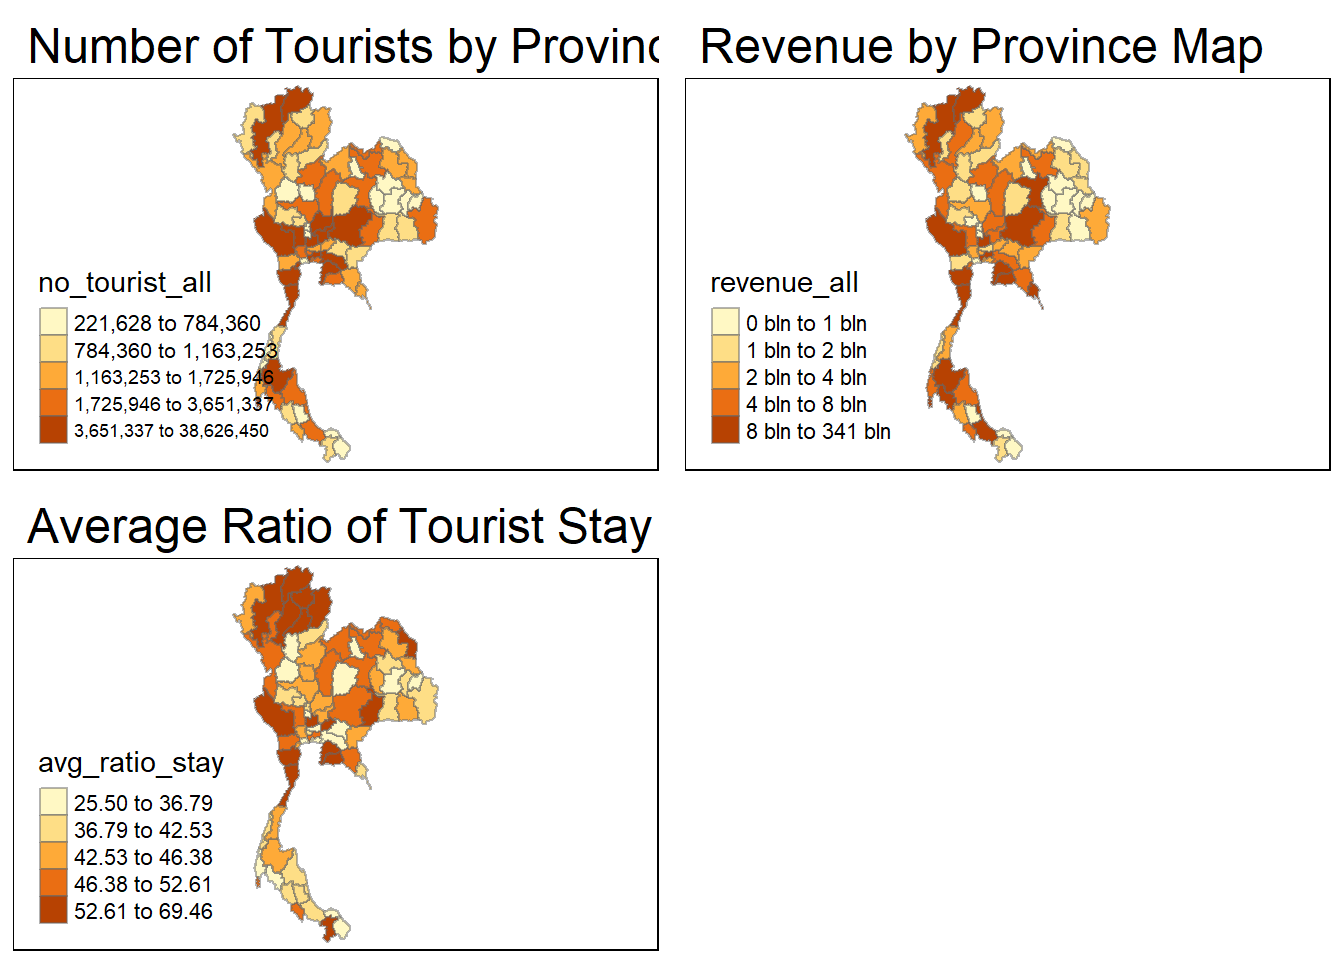 Number of Tourists by Provinc
no_tourist_all
221,628 to 784,360
784,360 to 1,163,253
1,163,253 to 1,725,946
1,725,946 to 3,651,337
3,651,337 to 38,626,450
Revenue by Province Map
revenue_all
0 bln to 1 bln
1 bln to 2 bln
2 bln to 4 bln
4 bln to 8 bln
8 bln to 341 bln
Average Ratio of Tourist Stay
avg_ratio_stay
25.50 to 36.79
36.79 to 42.53
42.53 to 46.38
46.38 to 52.61
52.61 to 69.46